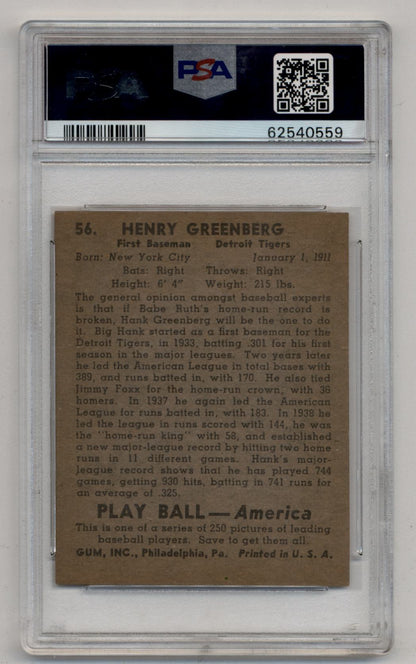 PSA
62540559
56. HENRY GREENBERG
First Baseman Detroit Tigers
Born: New York City January 1, 1911
Bats: Right Throws: Right
Height: 6' 4" Weight: 215 lbs.
The general opinion amongst baseball experts
is that if Babe Ruth's home-run record is
broken, Hank Greenberg will be the one to do
it. Big Hank started as a first baseman for the
Detroit Tigers, in 1933, batting .301 for his first
season in the major leagues. Two years later
he led the American League in total bases with
389, and runs batted in, with 170. He also tied
Jimmy Foxx for the home-run crown, with 36
homers. In 1937 he again led the American
League for runs batted in, with 183. In 1938 he
led the league in runs scored with 144, he was
the "home-run king" with 58, and established
a new major-league record by hitting two home
runs in 11 different games. Hank's major-
league record shows that he has played 744
games, getting 930 hits, batting in 741 runs for
an average of .325.
PLAY BALL—America
This is one of a series of 250 pictures of leading
baseball players. Save to get them all.
GUM, INC., Philadelphia, Pa. Printed in U. S. A.